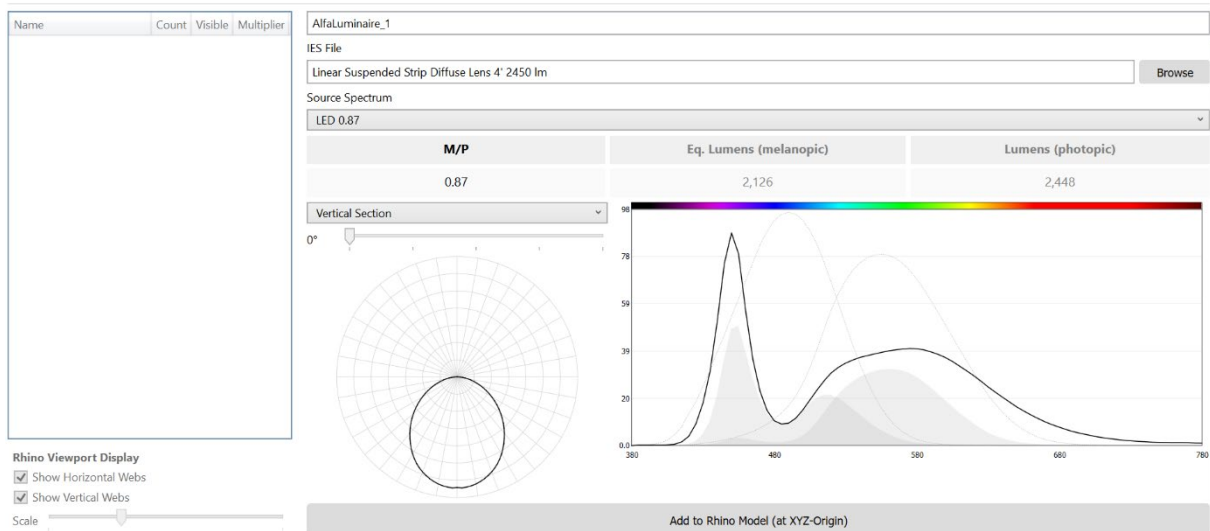 Name Count Visible Multiplier
AlfaLuminaire_1
IES File
Linear Suspended Strip Diffuse Lens 4' 2450 lm
Browse
Source Spectrum
LED 0.87
M/P Eq. Lumens (melanopic) Lumens (photopic)
0.87 2,126 2,448
Vertical Section
0°
98
78
59
39
20
0.0
380 480 580 680 780
Rhino Viewport Display
Show Horizontal Webs
Show Vertical Webs
Scale
Add to Rhino Model (at XYZ-Origin)